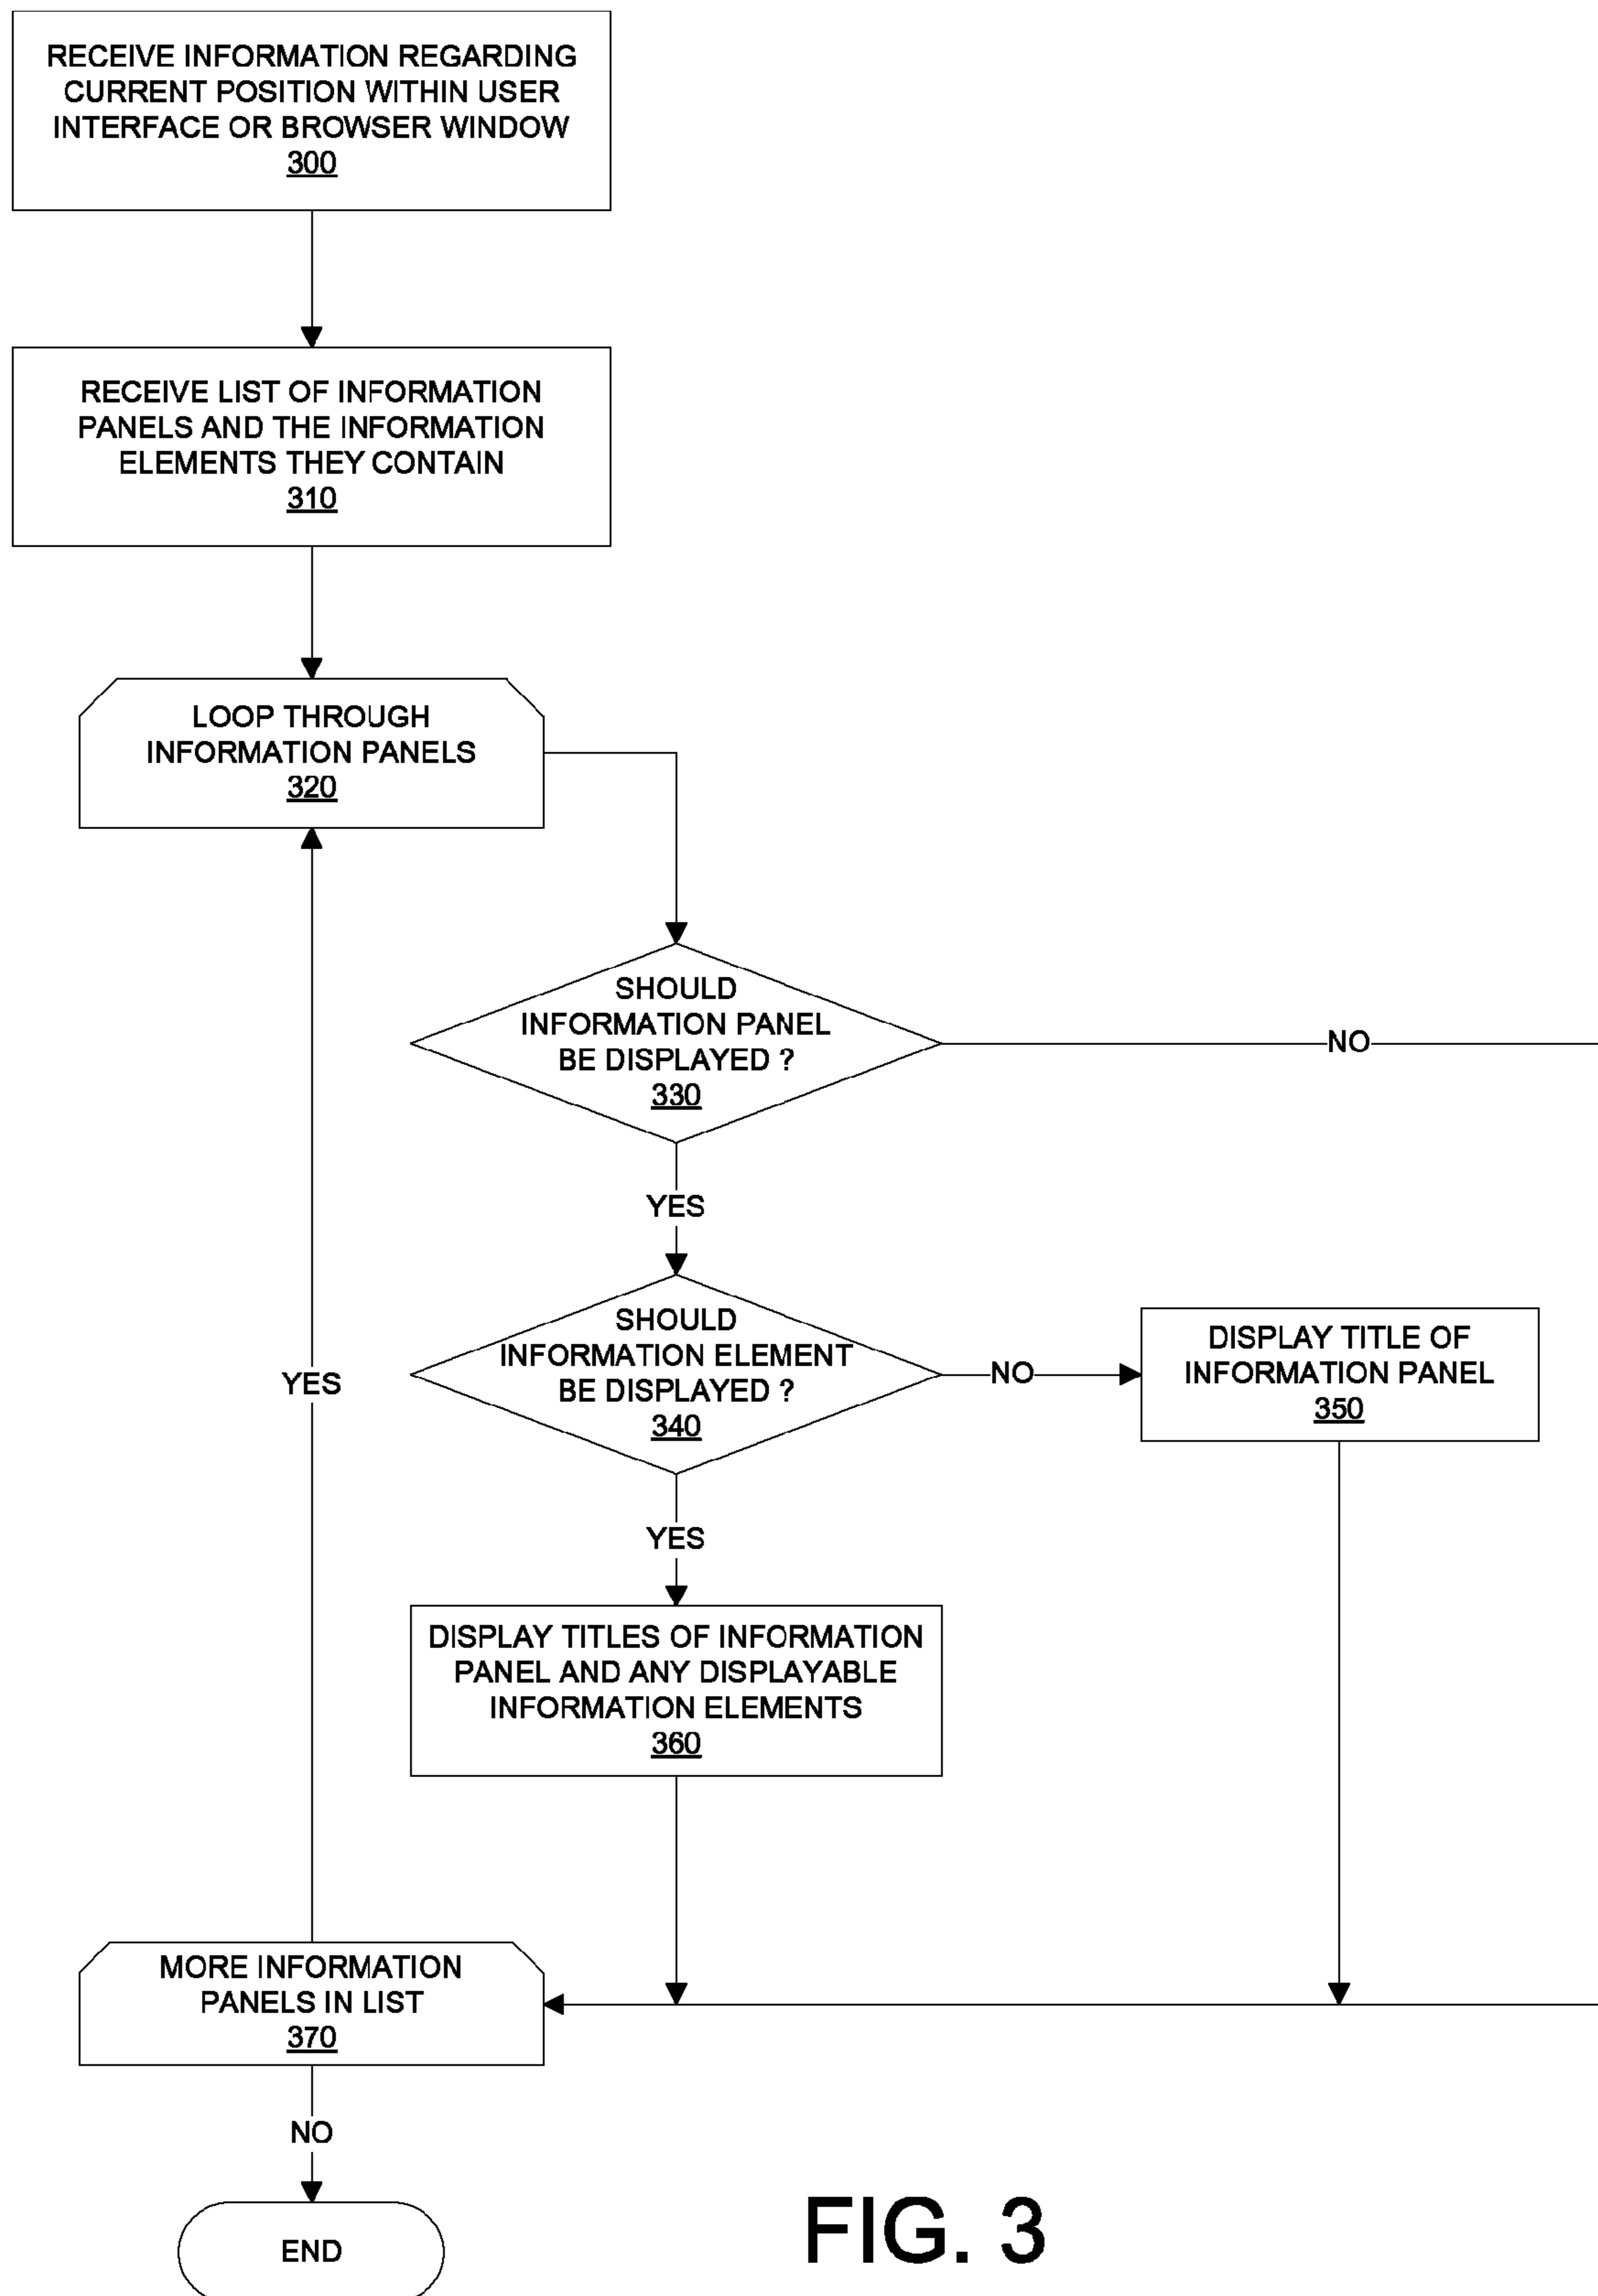 RECEIVE INFORMATION REGARDING
CURRENT POSITION WITHIN USER
INTERFACE OR BROWSER WINDOW
300
RECEIVE LIST OF INFORMATION
PANELS AND THE INFORMATION
ELEMENTS THEY CONTAIN
310
LOOP THROUGH
INFORMATION PANELS
320
SHOULD
INFORMATION PANEL
BE DISPLAYED ?
330
NO
YES
SHOULD
INFORMATION ELEMENT
BE DISPLAYED ?
340
NO
DISPLAY TITLE OF
INFORMATION PANEL
350
YES
YES
DISPLAY TITLES OF INFORMATION
PANEL AND ANY DISPLAYABLE
INFORMATION ELEMENTS
360
MORE INFORMATION
PANELS IN LIST
370
NO
END
FIG. 3